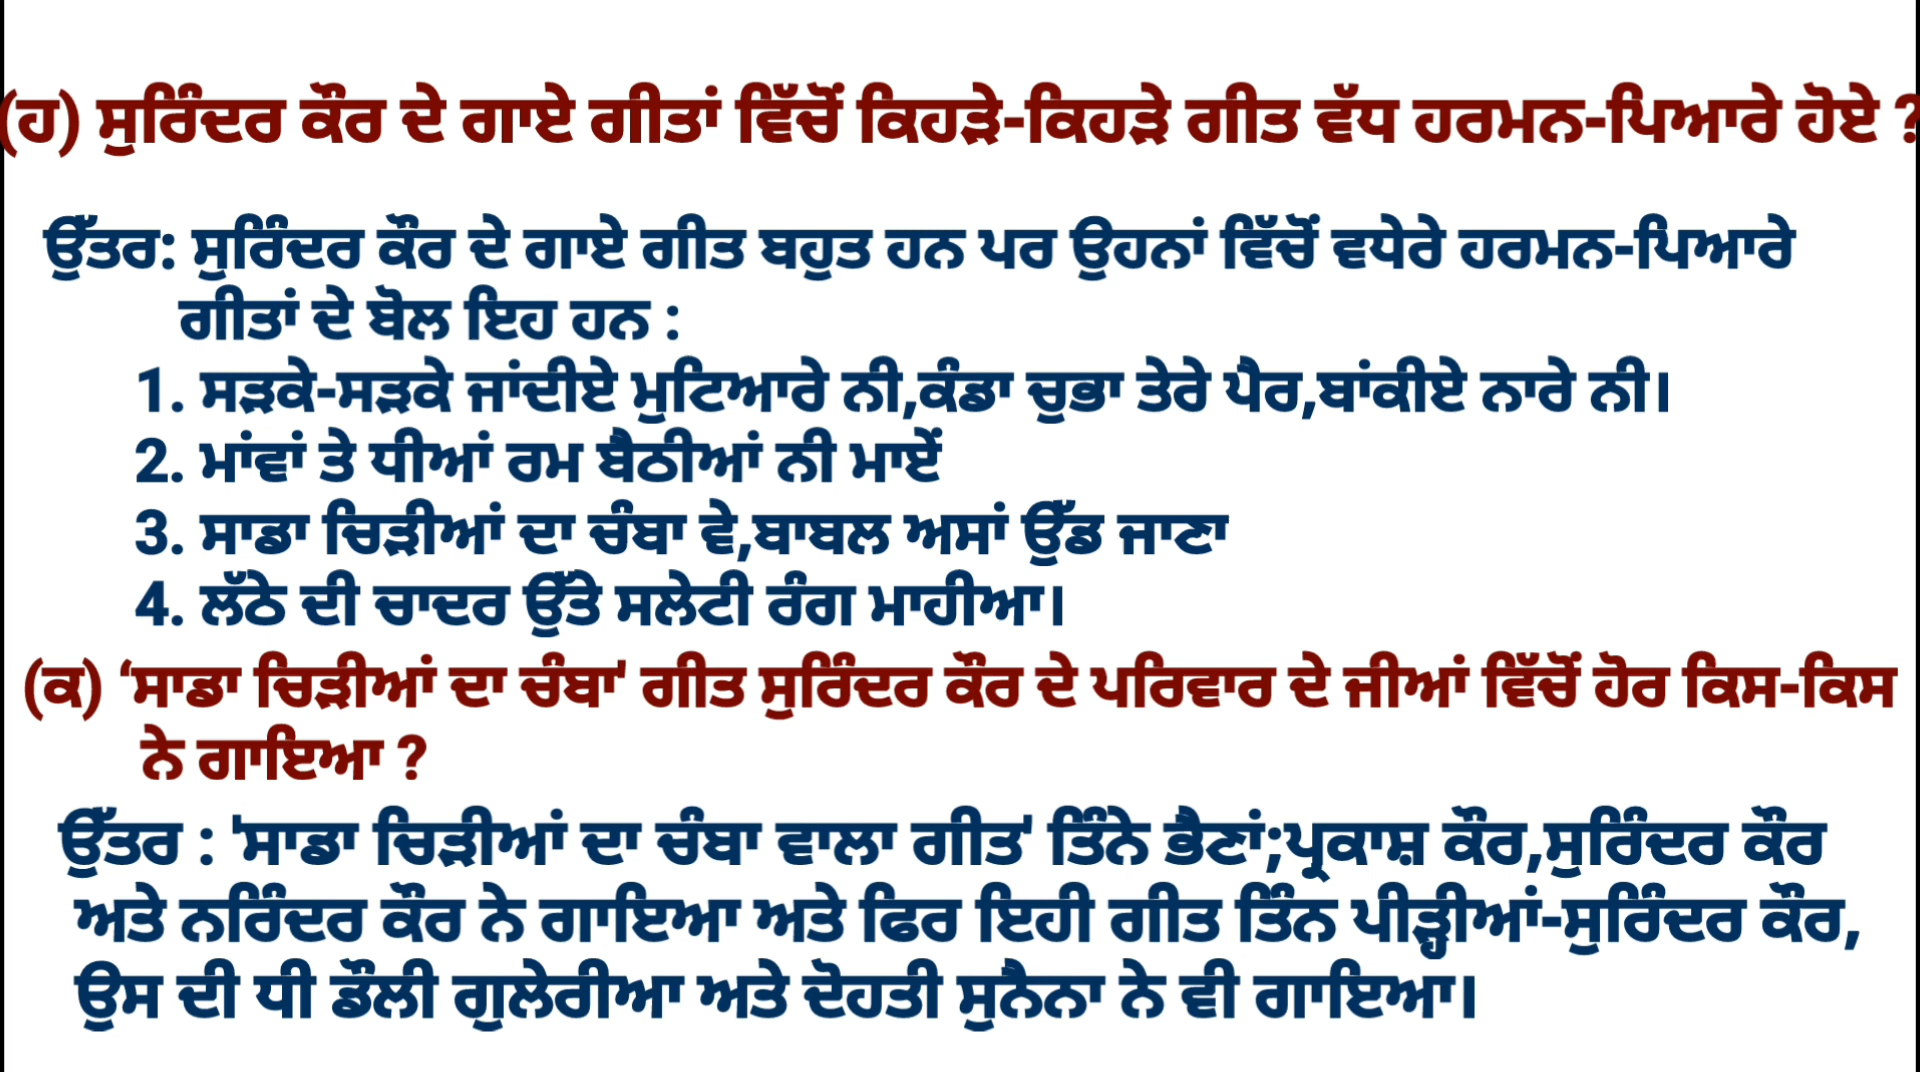 (ਹ) ਸੁਰਿੰਦਰ ਕੌਰ ਦੇ ਗਾਏ ਗੀਤਾਂ ਵਿੱਚੋਂ ਕਿਹੜੇ-ਕਿਹੜੇ ਗੀਤ ਵੱਧ ਹਰਮਨ-ਪਿਆਰੇ ਹੋਏ ?
ਉੱਤਰ: ਸੁਰਿੰਦਰ ਕੌਰ ਦੇ ਗਾਏ ਗੀਤ ਬਹੁਤ ਹਨ ਪਰ ਉਹਨਾਂ ਵਿੱਚੋਂ ਵਧੇਰੇ ਹਰਮਨ-ਪਿਆਰੇ
ਗੀਤਾਂ ਦੇ ਬੋਲ ਇਹ ਹਨ :
1. ਸੜਕੇ-ਸੜਕੇ ਜਾਂਦੀਏ ਮੁਟਿਆਰੇ ਨੀ,ਕੰਡਾ ਚੁਭਾ ਤੇਰੇ ਪੈਰ,ਬਾਂਕੀਏ ਨਾਰੇ ਨੀ।
2. ਮਾਂਵਾਂ ਤੇ ਧੀਆਂ ਰਮ ਬੈਠੀਆਂ ਨੀ ਮਾਏਂ
3. ਸਾਡਾ ਚਿੜੀਆਂ ਦਾ ਚੰਬਾ ਵੇ,ਬਾਬਲ ਅਸਾਂ ਉੱਡ ਜਾਣਾ
4. ਲੱਠੇ ਦੀ ਚਾਦਰ ਉੱਤੇ ਸਲੇਟੀ ਰੰਗ ਮਾਹੀਆ।
(ਕ) ‘ਸਾਡਾ ਚਿੜੀਆਂ ਦਾ ਚੰਬਾ' ਗੀਤ ਸੁਰਿੰਦਰ ਕੌਰ ਦੇ ਪਰਿਵਾਰ ਦੇ ਜੀਆਂ ਵਿੱਚੋਂ ਹੋਰ ਕਿਸ-ਕਿਸ
ਨੇ ਗਾਇਆ ?
ਉੱਤਰ : 'ਸਾਡਾ ਚਿੜੀਆਂ ਦਾ ਚੰਬਾ ਵਾਲਾ ਗੀਤ' ਤਿੰਨੇ ਭੈਣਾਂ;ਪ੍ਰਕਾਸ਼ ਕੌਰ,ਸੁਰਿੰਦਰ ਕੌਰ
ਅਤੇ ਨਰਿੰਦਰ ਕੌਰ ਨੇ ਗਾਇਆ ਅਤੇ ਫਿਰ ਇਹੀ ਗੀਤ ਤਿੰਨ ਪੀੜ੍ਹੀਆਂ-ਸੁਰਿੰਦਰ ਕੌਰ,
ਉਸ ਦੀ ਧੀ ਡੌਲੀ ਗੁਲੇਰੀਆ ਅਤੇ ਦੋਹਤੀ ਸੁਨੈਨਾ ਨੇ ਵੀ ਗਾਇਆ।